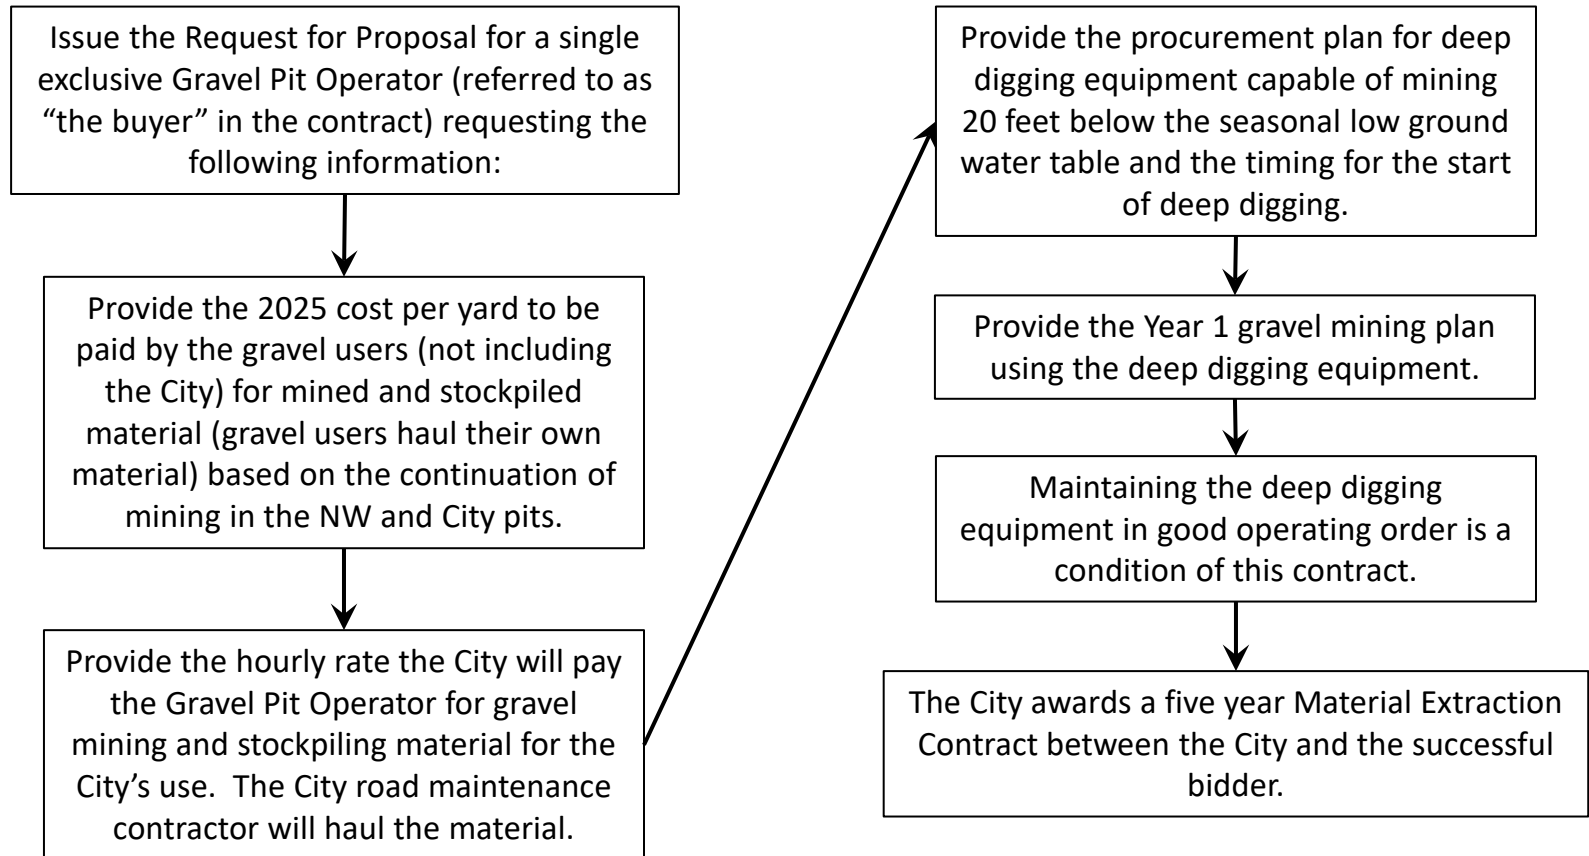 Issue the Request for Proposal for a single
exclusive Gravel Pit Operator (referred to as
“the buyer” in the contract) requesting the
following information:
Provide the 2025 cost per yard to be
paid by the gravel users (not including
the City) for mined and stockpiled
material (gravel users haul their own
material) based on the continuation of
mining in the NW and City pits.
Provide the hourly rate the City will pay
the Gravel Pit Operator for gravel
mining and stockpiling material for the
City’s use.  The City road maintenance
contractor will haul the material.
Provide the procurement plan for deep
digging equipment capable of mining
20 feet below the seasonal low ground
water table and the timing for the start
of deep digging.
Provide the Year 1 gravel mining plan
using the deep digging equipment.
Maintaining the deep digging
equipment in good operating order is a
condition of this contract.
The City awards a five year Material Extraction
Contract between the City and the successful
bidder.